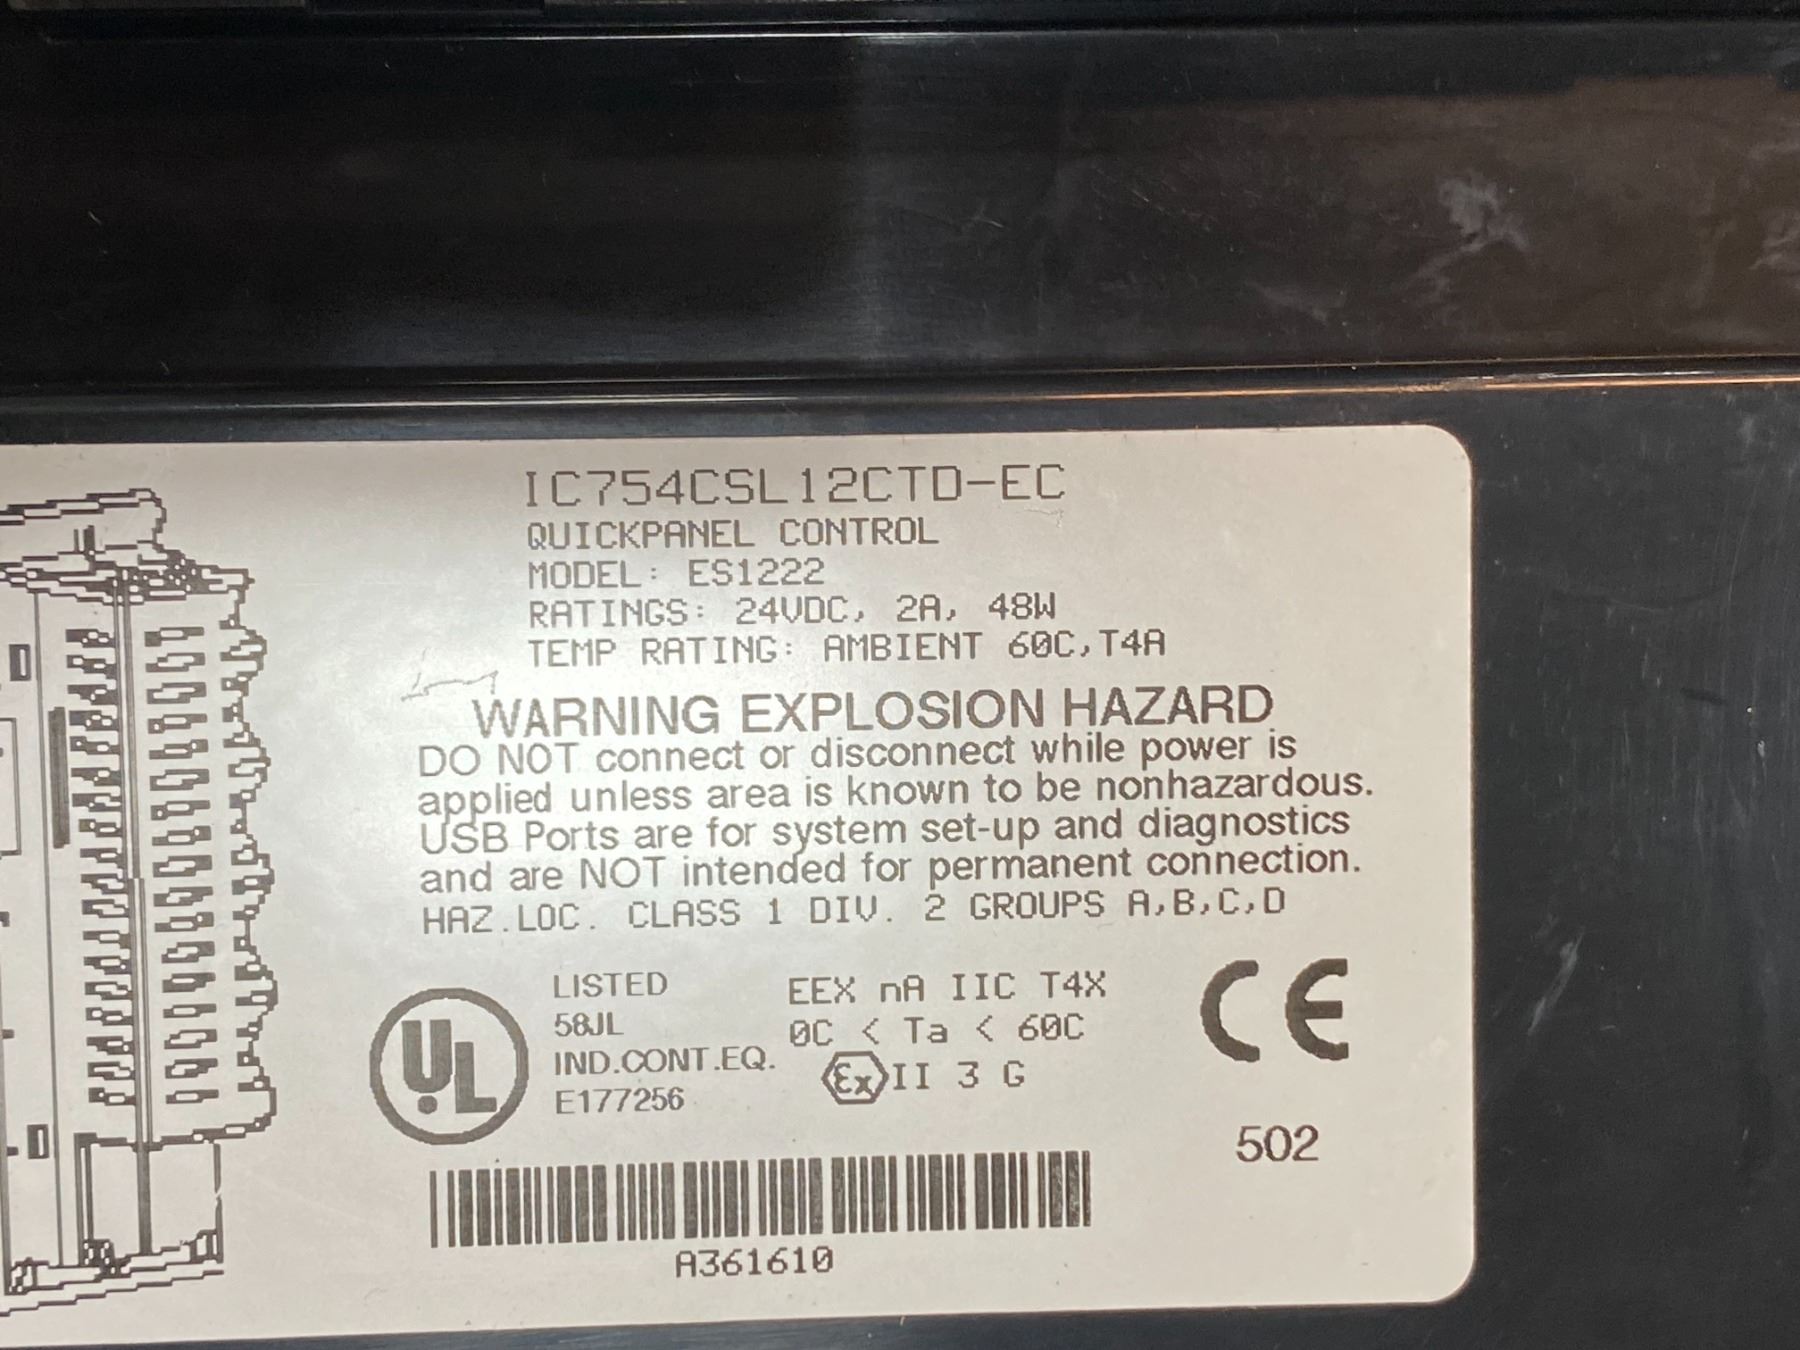 IC754CSL12CTD-EC
QUICKPANEL CONTROL
MODEL: ES1222
RATINGS: 24VDC, 2A, 48W
TEMP RATING: AMBIENT 60C,T4A
WARNING EXPLOSION HAZARD
DO NOT connect or disconnect while power is
applied unless area is known to be nonhazardous.
USB Ports are for system set-up and diagnostics
and are NOT intended for permanent connection.
HAZ.LOC. CLASS 1 DIV. 2 GROUPS A,B,C,D
UL
LISTED
58JL
IND.CONT.EQ.
E177256
EEX nA IIC T4X
0C < Ta < 60C
Ex II 3 G
CE
502
A361610